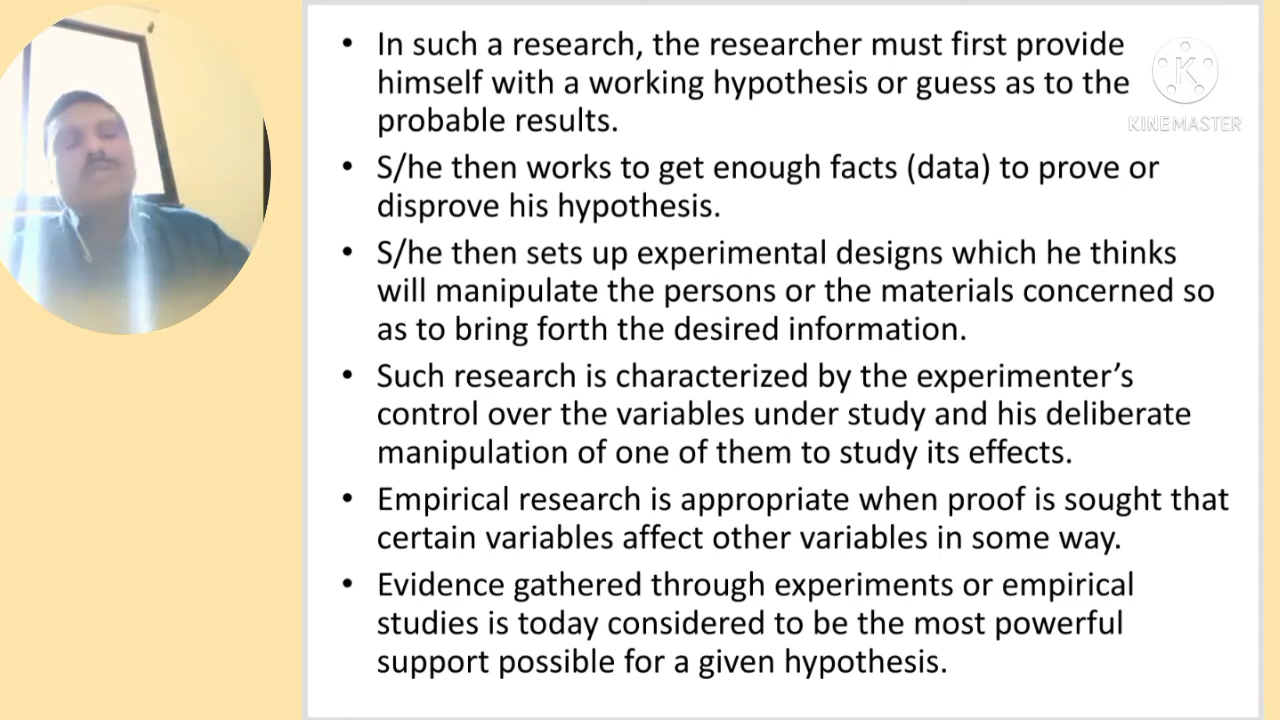 • In such a research, the researcher must first provide
himself with a working hypothesis or guess as to the
probable results.
• S/he then works to get enough facts (data) to prove or
disprove his hypothesis.
• S/he then sets up experimental designs which he thinks
will manipulate the persons or the materials concerned so
as to bring forth the desired information.
• Such research is characterized by the experimenter’s
control over the variables under study and his deliberate
manipulation of one of them to study its effects.
• Empirical research is appropriate when proof is sought that
certain variables affect other variables in some way.
• Evidence gathered through experiments or empirical
studies is today considered to be the most powerful
support possible for a given hypothesis.
K
KINEMASTER